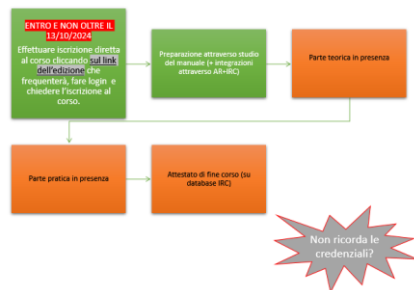 ENTRO E NON OLTRE IL
13/10/2024
Effettuare iscrizione diretta
al corso cliccando sul link
dell'edizione che
frequenterà, fare login e
chiedere l'iscrizione al
corso.
Preparazione attraverso studio
del manuale (+ integrazioni
attraverso AR+IRC)
Parte teorica in presenza
Parte pratica in presenza
Attestato di fine corso (su
database IRC)
Non ricorda le
credenziali?